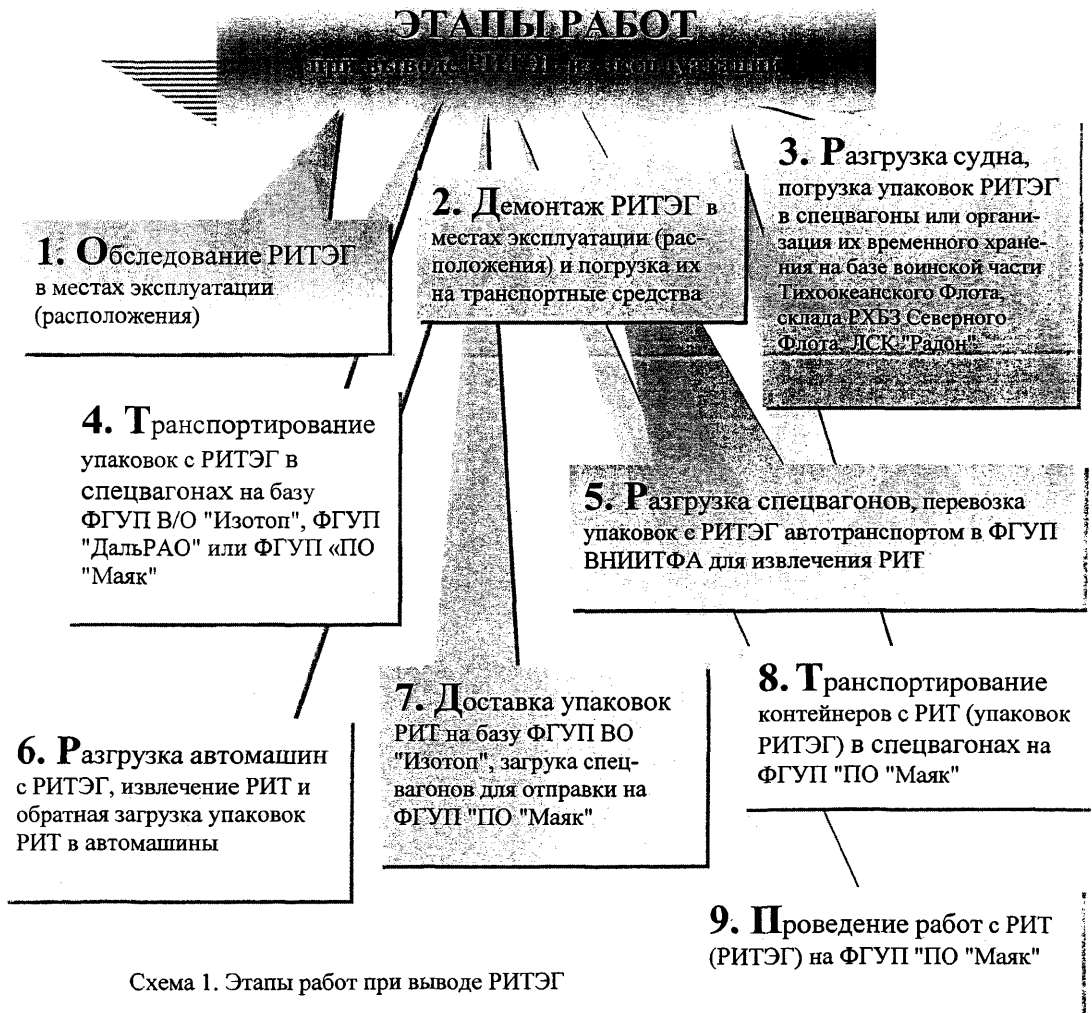 ЭТАПЫ РАБОТ
при выводе РИТЭГ из эксплуатации
1. Обследование РИТЭГ
в местах эксплуатации
(расположения)
2. Демонтаж РИТЭГ в
местах эксплуатации (рас-
положения) и погрузка их
на транспортные средства
3. Разгрузка судна,
погрузка упаковок РИТЭГ
в спецвагоны или органи-
зация их временного хране-
ния на базе воинской части
Тихоокеанского Флота,
склада РХБЗ Северного
Флота, ЛСК "Радон"
4. Транспортирование
упаковок с РИТЭГ в
спецвагонах на базу
ФГУП В/О "Изотоп", ФГУП
"ДальРАО" или ФГУП «ПО
"Маяк"
5. Разгрузка спецвагонов, перевозка
упаковок с РИТЭГ автотранспортом в ФГУП
ВНИИТФА для извлечения РИТ
6. Разгрузка автомашин
с РИТЭГ, извлечение РИТ и
обратная загрузка упаковок
РИТ в автомашины
7. Доставка упаковок
РИТ на базу ФГУП ВО
"Изотоп", загрука спец-
вагонов для отправки на
ФГУП "ПО "Маяк"
8. Транспортирование
контейнеров с РИТ (упаковок
РИТЭГ) в спецвагонах на
ФГУП "ПО "Маяк"
9. Проведение работ с РИТ
(РИТЭГ) на ФГУП "ПО "Маяк"
Схема 1. Этапы работ при выводе РИТЭГ